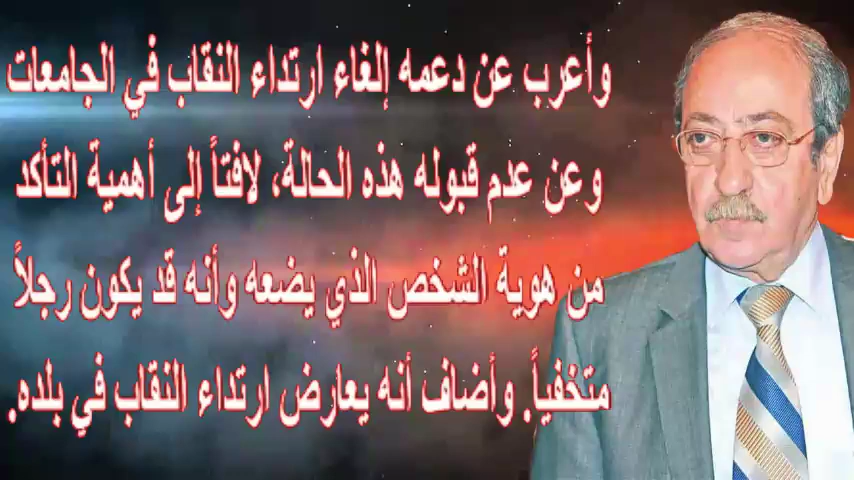 وأعرب عن دعمه إلغاء ارتداء النقاب في الجامعات
وعن عدم قبوله هذه الحالة، لافتاً إلى أهمية التأكد
من هوية الشخص الذي يضعه وأنه قد يكون رجلاً
متخفياً. وأضاف أنه يعارض ارتداء النقاب في بلده.